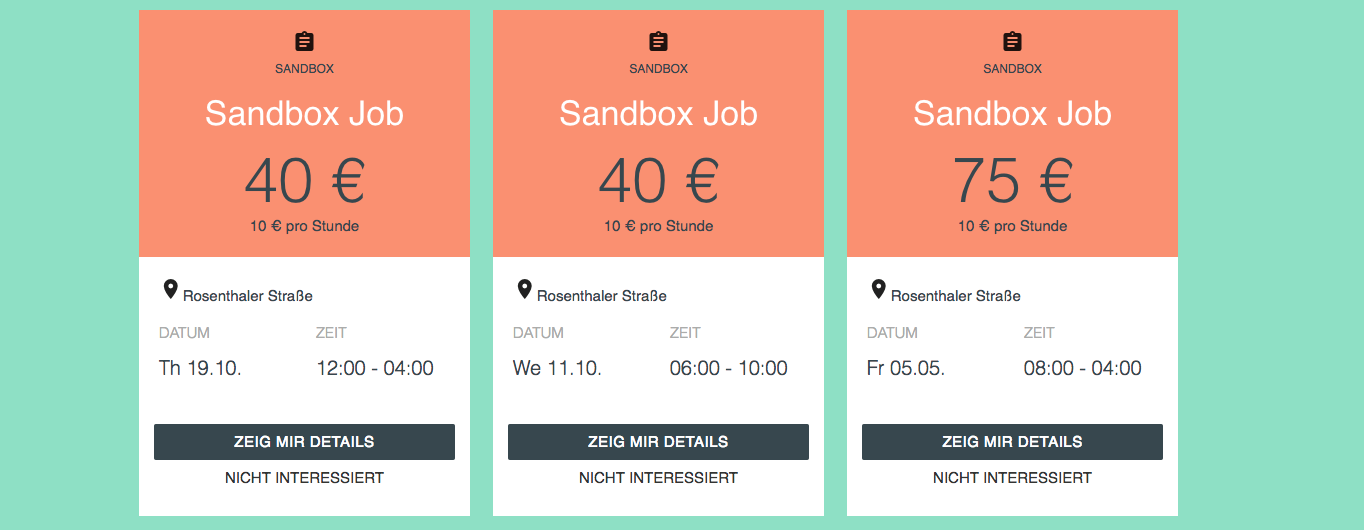 SANDBOX
Sandbox Job
40 €
10 € pro Stunde
Rosenthaler Straße
DATUM ZEIT
Th 19.10. 12:00 - 04:00
ZEIG MIR DETAILS
NICHT INTERESSIERT
SANDBOX
Sandbox Job
40 €
10 € pro Stunde
Rosenthaler Straße
DATUM ZEIT
We 11.10. 06:00 - 10:00
ZEIG MIR DETAILS
NICHT INTERESSIERT
SANDBOX
Sandbox Job
75 €
10 € pro Stunde
Rosenthaler Straße
DATUM ZEIT
Fr 05.05. 08:00 - 04:00
ZEIG MIR DETAILS
NICHT INTERESSIERT